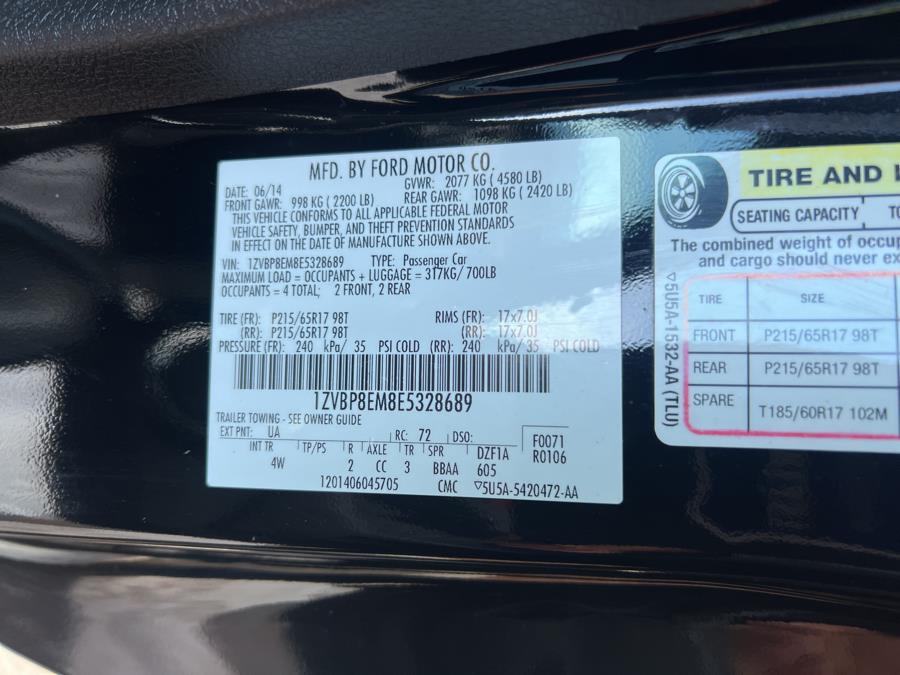 MFD. BY FORD MOTOR CO.
DATE: 06/14 GVWR: 2077 KG ( 4580 LB)
FRONT GAWR: 998 KG ( 2200 LB) REAR GAWR: 1098 KG ( 2420 LB)
THIS VEHICLE CONFORMS TO ALL APPLICABLE FEDERAL MOTOR
VEHICLE SAFETY, BUMPER, AND THEFT PREVENTION STANDARDS
IN EFFECT ON THE DATE OF MANUFACTURE SHOWN ABOVE.
VIN: 1ZVBP8EM8E5328689 TYPE: Passenger Car
MAXIMUM LOAD = OCCUPANTS + LUGGAGE = 317KG/ 700LB
OCCUPANTS = 4 TOTAL; 2 FRONT, 2 REAR
TIRE (FR): P215/65R17 98T RIMS (FR): 17x7.0J
(RR): P215/65R17 98T (RR): 17x7.0J
PRESSURE (FR): 240 kPa/ 35 PSI COLD (RR): 240 kPa/ 35 PSI COLD
1ZVBP8EM8E5328689
TRAILER TOWING - SEE OWNER GUIDE
EXT PNT: UA RC: 72 DSO: F0071
INT TR TP/PS R AXLE TR SPR DZF1A R0106
4W 2 CC 3 BBAA 605
1201406045705 CMC ▽5U5A-5420472-AA
TIRE AND
SEATING CAPACITY
The combined weight of
and cargo should never
TIRE SIZE
FRONT P215/65R17 98T
REAR P215/65R17 98T
SPARE T185/60R17 102M
▽5U5A-1532-AA (TLU)